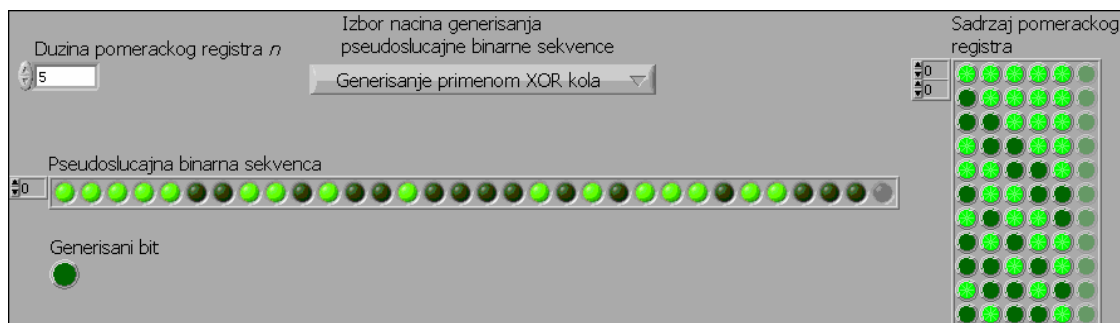 Duzina pomerackog registra n
5
Izbor nacina generisanja
pseudoslucajne binarne sekvence
Generisanje primenom XOR kola
Sadrzaj pomerackog
registra
0
0
Pseudoslucajna binarna sekvenca
0
Generisani bit